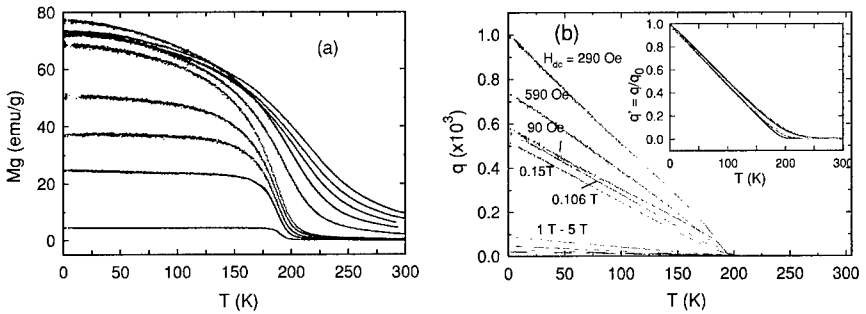 (a)
Mg (emu/g)
80
60
40
20
0
0 50 100 150 200 250 300
T (K)
(b)
q (x10³)
1.0
0.8
0.6
0.4
0.2
0.0
H_dc = 290 Oe
590 Oe
90 Oe
0.15T
0.106 T
1 T - 5 T
0 50 100 150 200 250 300
T (K)
q' = q/q₀
1.0
0.8
0.6
0.4
0.2
0.0
0 100 200 300
T (K)